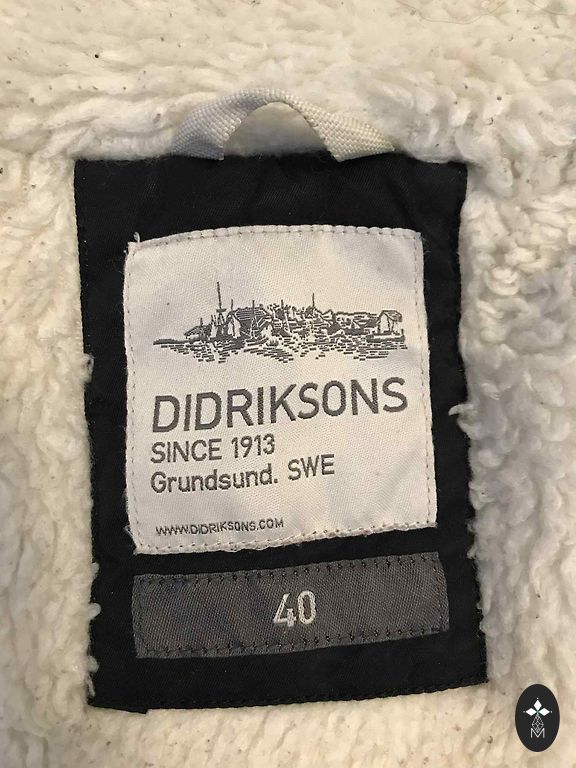 DIDRIKSONS
SINCE 1913
Grundsund. SWE
WWW.DIDRIKSONS.COM
40
M